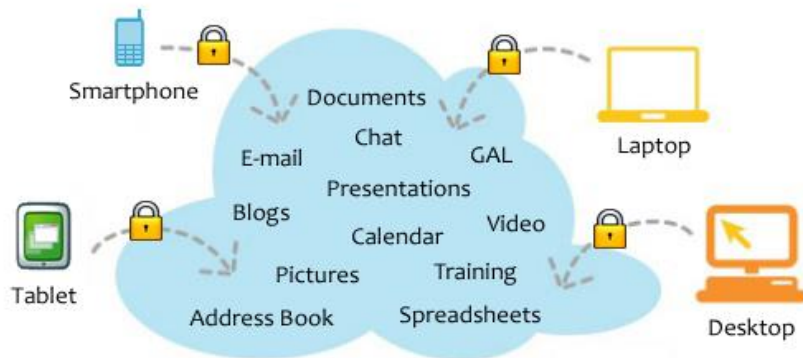 Smartphone
Documents
Chat
E-mail
GAL
Laptop
Presentations
Blogs
Video
Calendar
Pictures
Training
Tablet
Address Book
Spreadsheets
Desktop